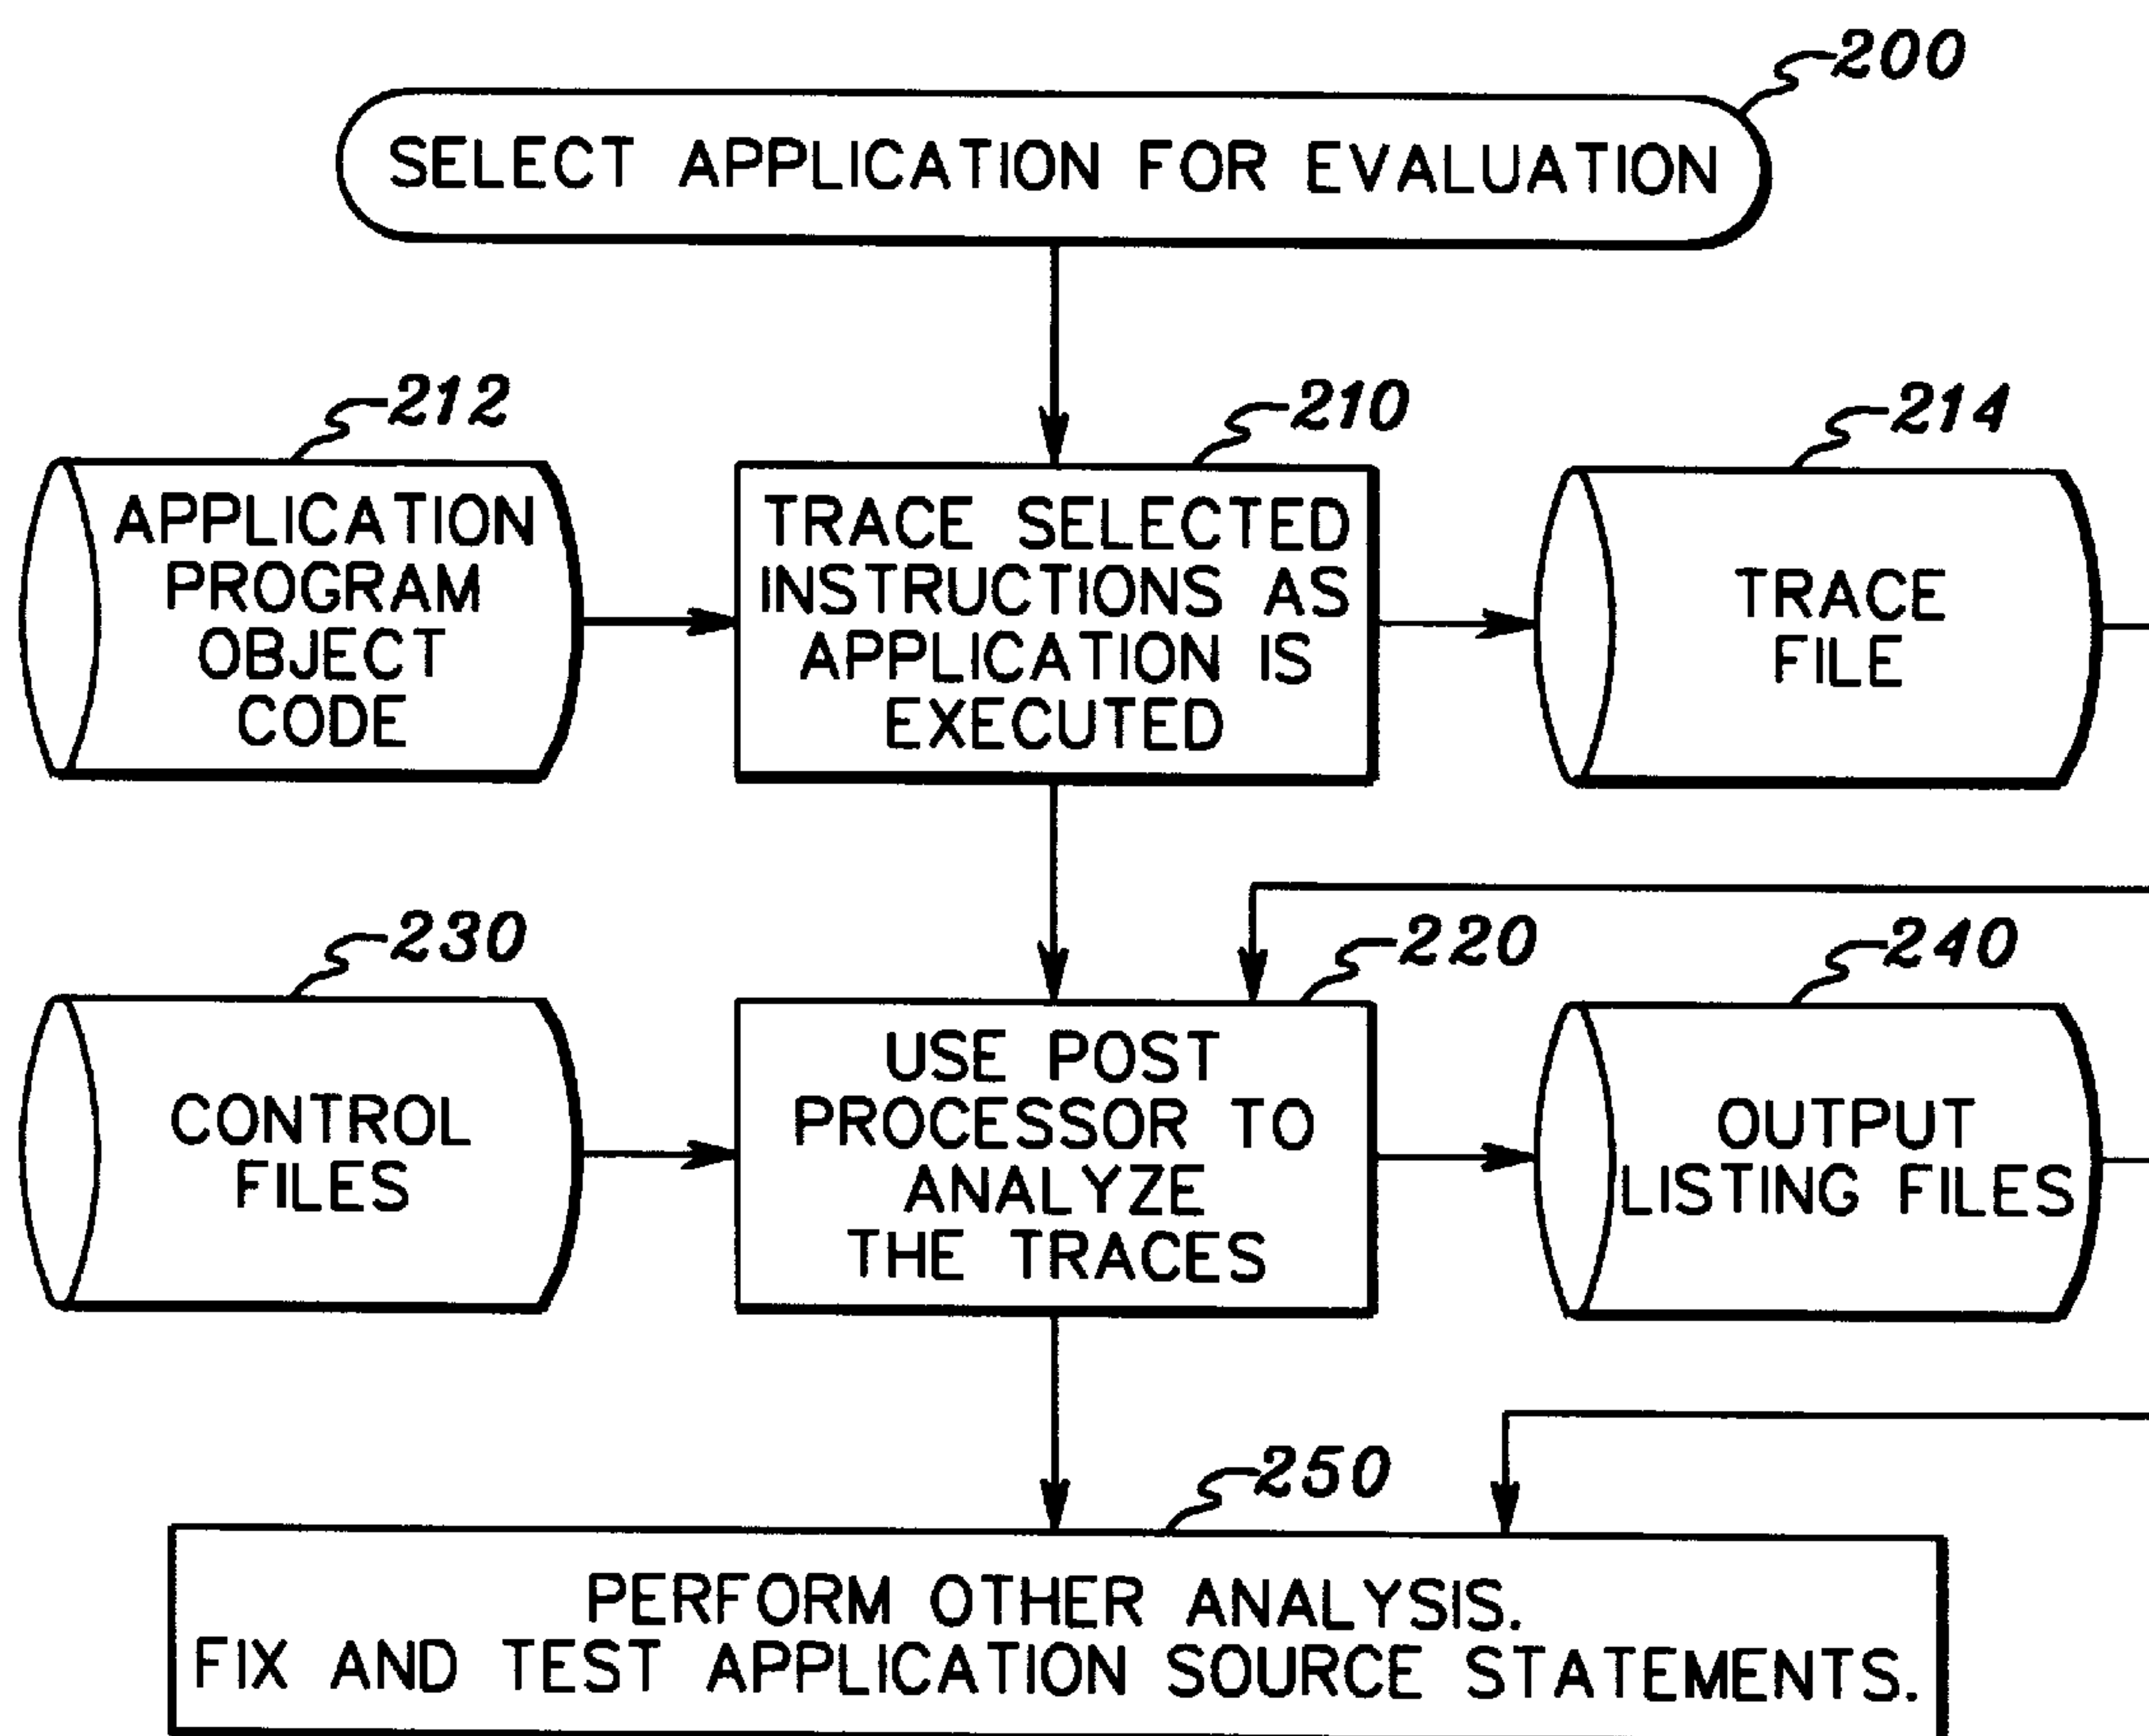 200
SELECT APPLICATION FOR EVALUATION
212
APPLICATION
PROGRAM
OBJECT
CODE
210
TRACE SELECTED
INSTRUCTIONS AS
APPLICATION IS
EXECUTED
214
TRACE
FILE
230
CONTROL
FILES
220
USE POST
PROCESSOR TO
ANALYZE
THE TRACES
240
OUTPUT
LISTING FILES
250
PERFORM OTHER ANALYSIS.
FIX AND TEST APPLICATION SOURCE STATEMENTS.